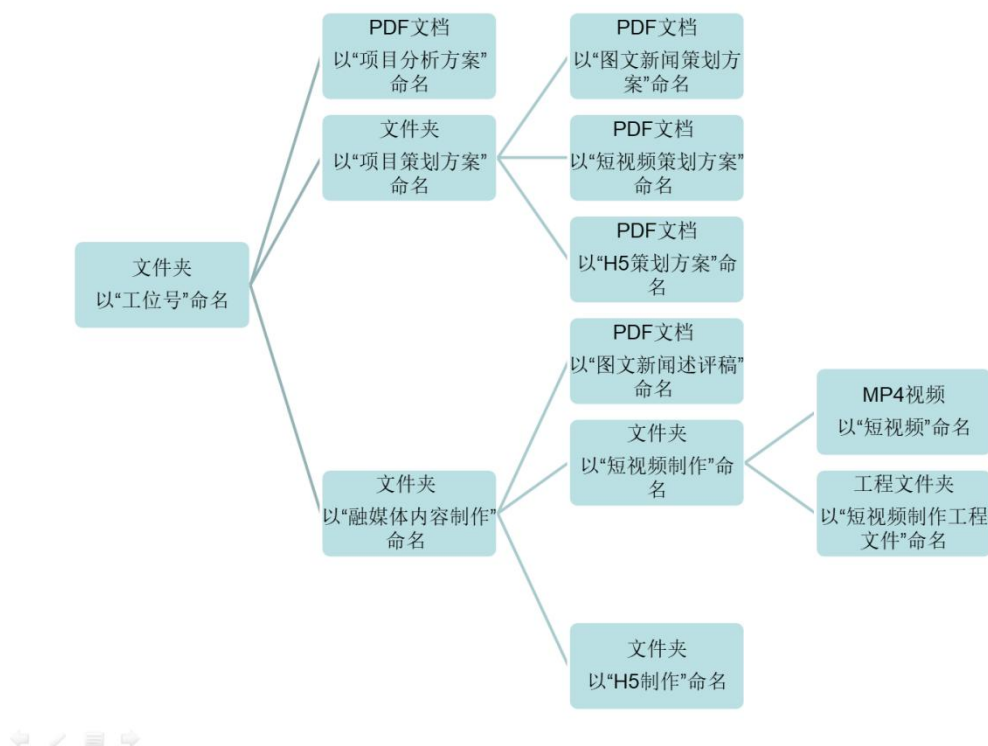 PDF文档
以“项目分析方案”
命名
文件夹
以“项目策划方案”
命名
PDF文档
以“图文新闻策划方
案”命名
PDF文档
以“短视频策划方案”
命名
PDF文档
以“H5策划方案”命
名
文件夹
以“工位号”命名
文件夹
以“融媒体内容制作”
命名
PDF文档
以“图文新闻述评稿”
命名
文件夹
以“短视频制作”命
名
MP4视频
以“短视频”命名
工程文件夹
以“短视频制作工程
文件”命名
文件夹
以“H5制作”命名